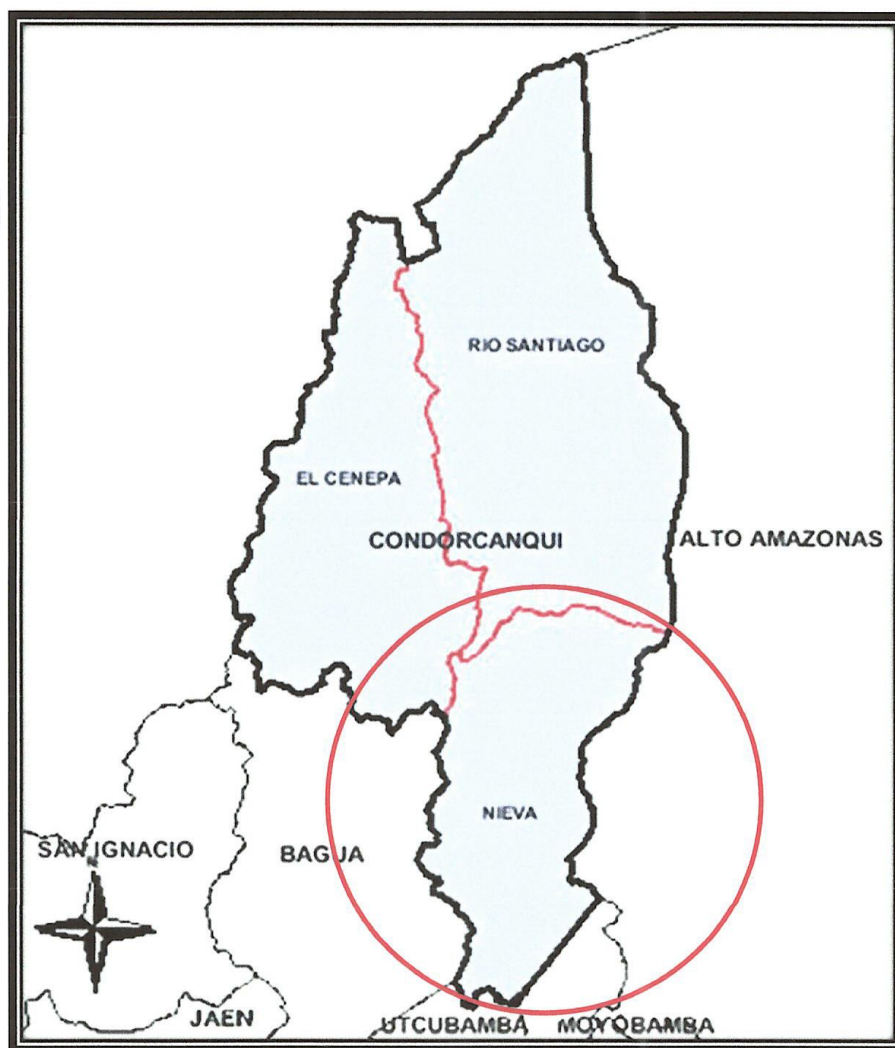 RIO SANTIAGO
EL CENEPA
CONDORCANQUI
ALTO AMAZONAS
NIEVA
SAN IGNACIO
BAGUA
N
JAEN
UTCUBAMBA
MOYOBAMBA